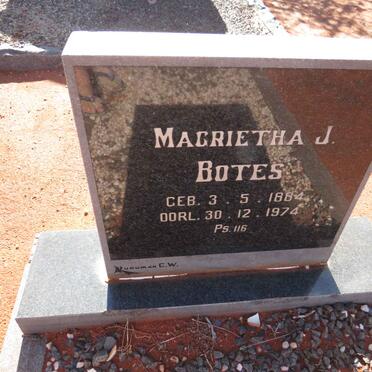 MAGRIETHA J.
BOTES
GEB. 3 . 5 . 1884
OORL. 30 . 12 . 1974
Ps. 116
C.W.